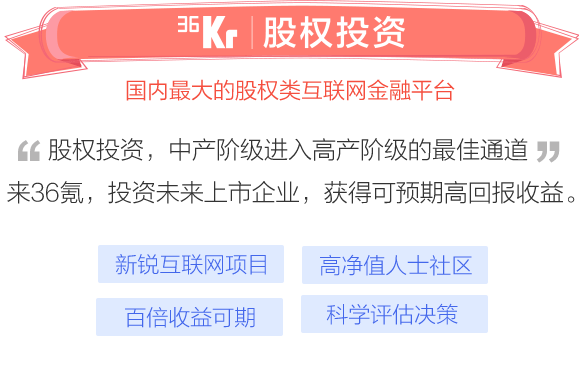 36Kr | 股权投资
国内最大的股权类互联网金融平台
“股权投资，中产阶级进入高产阶级的最佳通道”
来36氪，投资未来上市企业，获得可预期高回报收益。
新锐互联网项目 高净值人士社区
百倍收益可期 科学评估决策